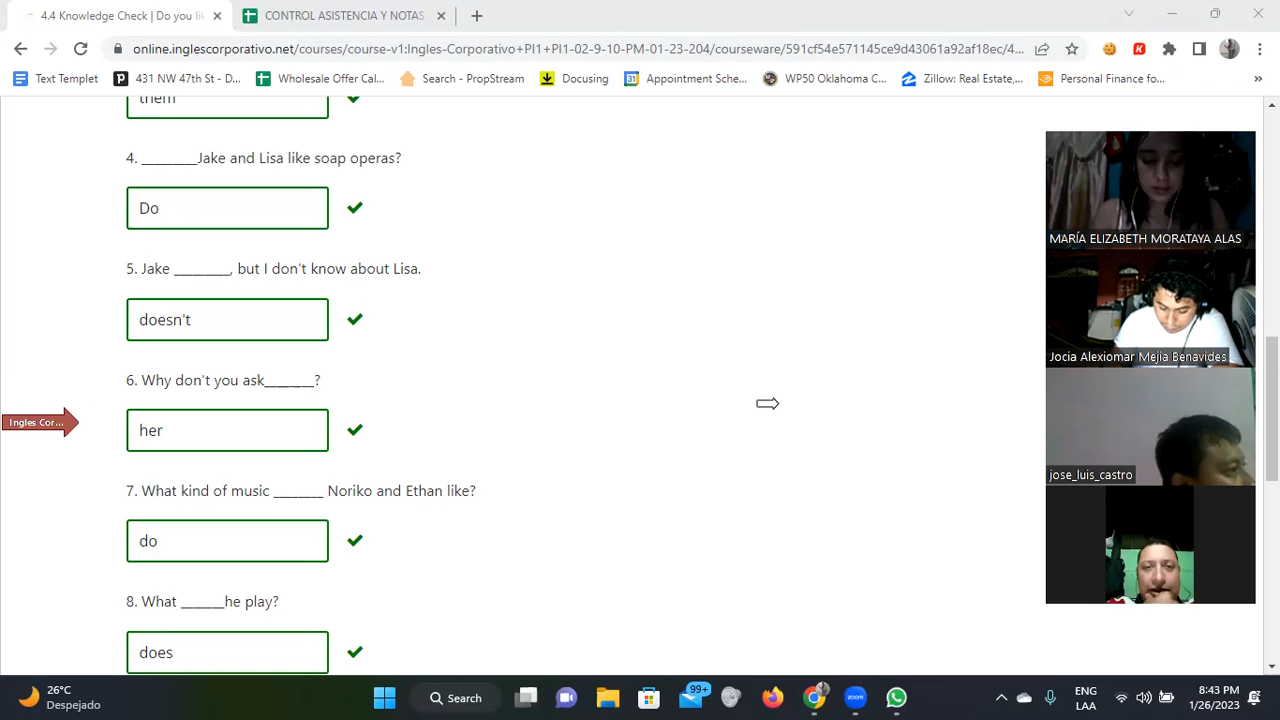 4.4 Knowledge Check | Do you li
CONTROL ASISTENCIA Y NOTAS
online.inglescorporativo.net/courses/course-v1:Ingles-Corporativo+PI1+PI1-02-9-10-PM-01-23-204/courseware/591cf54e571145ce9d43061a92af18ec/4...
Text Templet
431 NW 47th St - D...
Wholesale Offer Cal...
Search - PropStream
Docusing
Appointment Sche...
WP50 Oklahoma C...
Zillow: Real Estate,...
Personal Finance fo...
»
them
4. _________Jake and Lisa like soap operas?
Do
5. Jake _________, but I don't know about Lisa.
doesn't
6. Why don't you ask________?
Ingles Cor...
her
7. What kind of music ________ Noriko and Ethan like?
do
8. What _______he play?
does
MARÍA ELIZABETH MORATAYA ALAS
Jocia Alexiomar Mejia Benavides
jose_luis_castro
26°C
Despejado
Search
99+
zoom
ENG
LAA
8:43 PM
1/26/2023